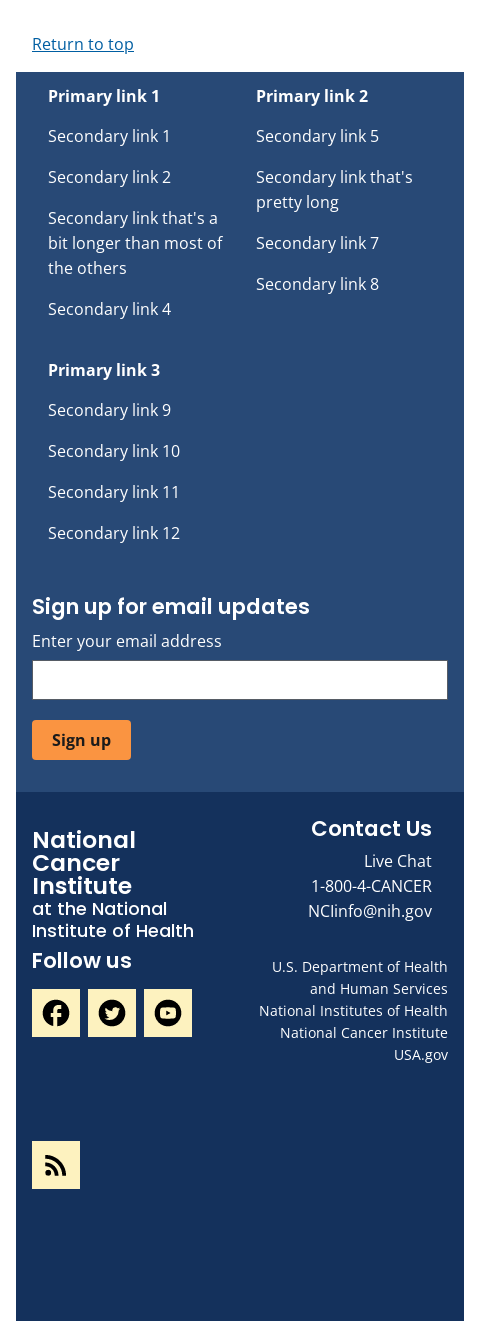 Return to top
Primary link 1
Secondary link 1
Secondary link 2
Secondary link that's a
bit longer than most of
the others
Secondary link 4
Primary link 2
Secondary link 5
Secondary link that's
pretty long
Secondary link 7
Secondary link 8
Primary link 3
Secondary link 9
Secondary link 10
Secondary link 11
Secondary link 12
Sign up for email updates
Enter your email address
Sign up
National
Cancer
Institute
at the National
Institute of Health
Follow us
Contact Us
Live Chat
1-800-4-CANCER
NCIinfo@nih.gov
U.S. Department of Health
and Human Services
National Institutes of Health
National Cancer Institute
USA.gov